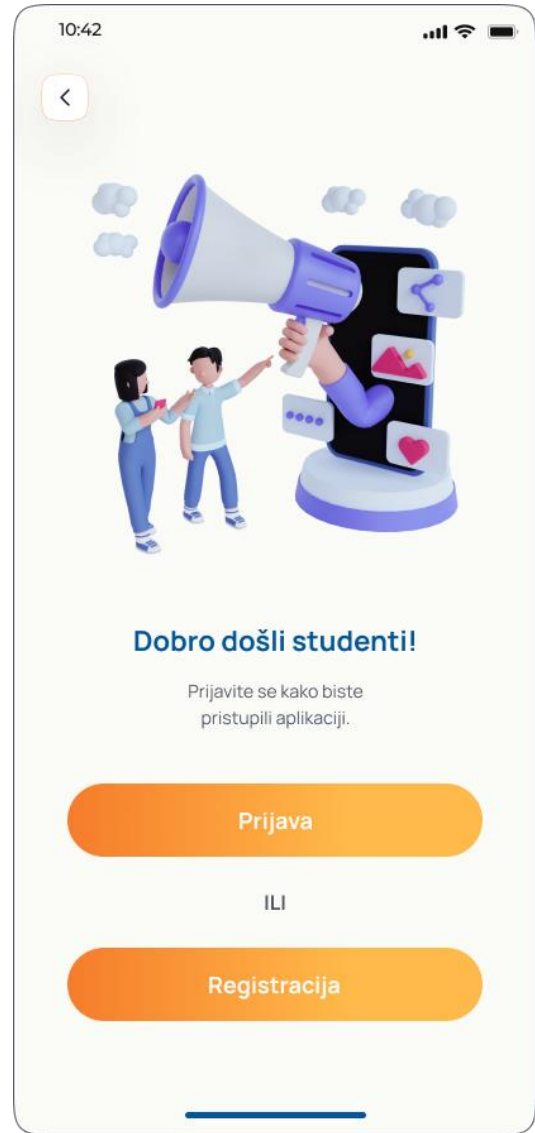 10:42
Dobro došli studenti!
Prijavite se kako biste
pristupili aplikaciji.
Prijava
ILI
Registracija